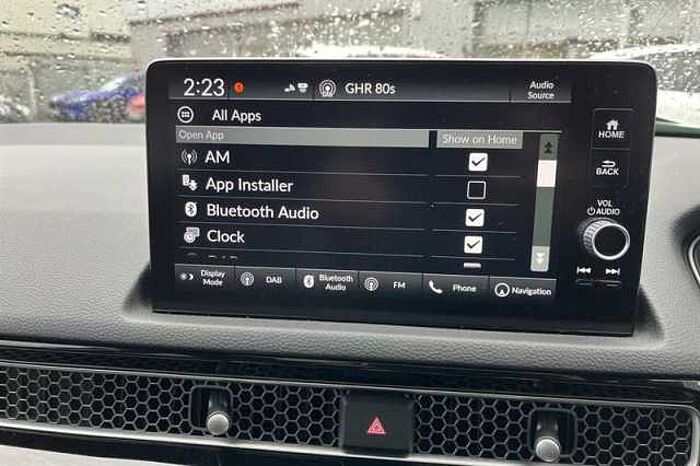 2:23 DAB GHR 80s Audio Source
All Apps
Open App Show on Home
AM
App Installer
Bluetooth Audio
Clock
Display Mode DAB Bluetooth Audio FM Phone Navigation
HOME
BACK
VOL
AUDIO